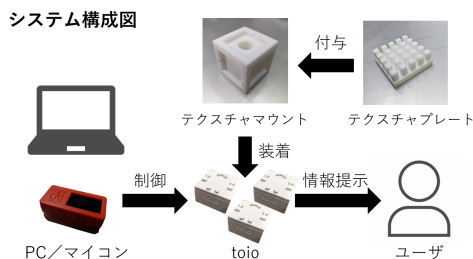 システム構成図
付与
テクスチャマウント
テクスチャプレート
装着
制御
情報提示
PC／マイコン
toio
ユーザ